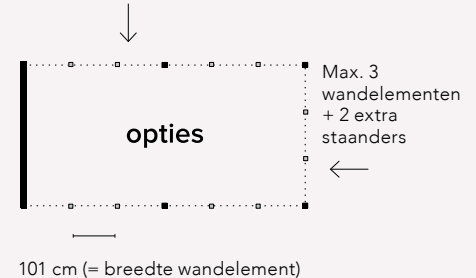 Max. 3
wandelementen
+ 2 extra
staanders
opties
101 cm (= breedte wandelement)